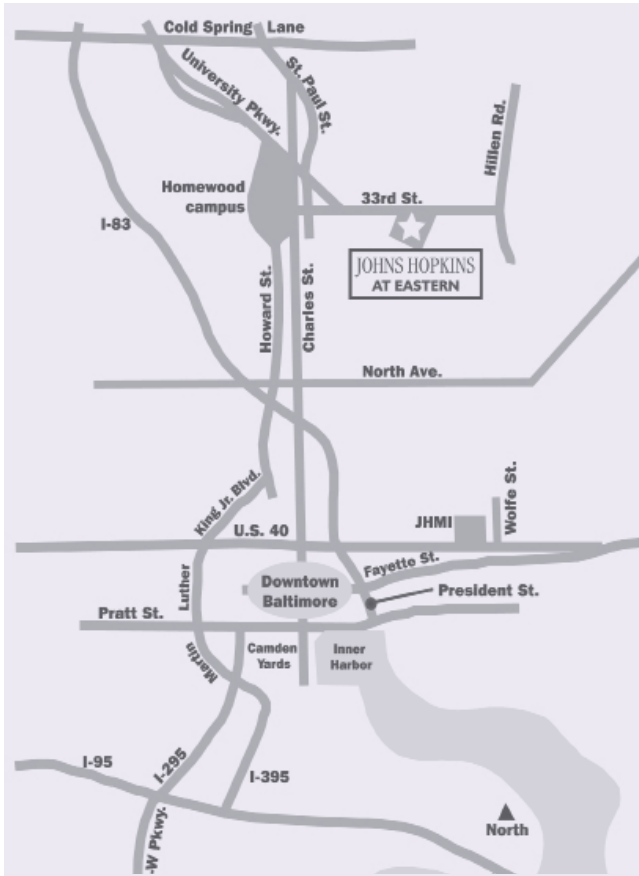 Cold Spring Lane
University Pkwy.
St. Paul St.
Hillen Rd.
Homewood
campus
33rd St.
I-83
JOHNS HOPKINS
AT EASTERN
Howard St.
Charles St.
North Ave.
King Jr. Blvd.
U.S. 40
JHMI
Wolfe St.
Fayette St.
Luther
Downtown
Baltimore
President St.
Pratt St.
Martin
Camden
Yards
Inner
Harbor
I-95
I-295
I-395
-W Pkwy.
North